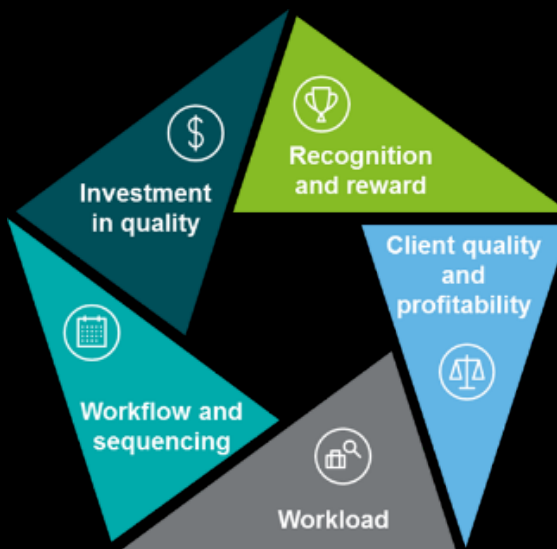 Recognition
and reward
Investment
in quality
Client quality
and
profitability
Workflow and
sequencing
Workload